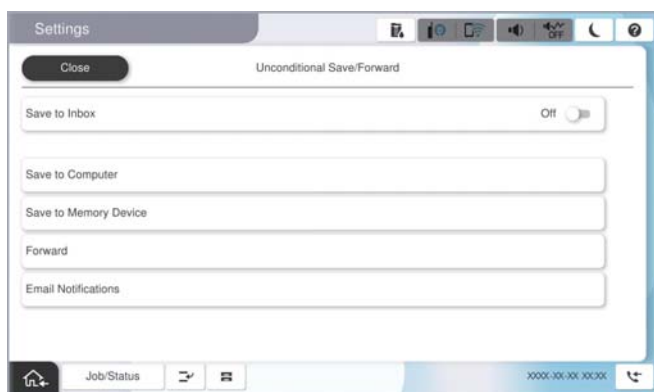 Settings
OFF
Close
Unconditional Save/Forward
Save to Inbox
Off
Save to Computer
Save to Memory Device
Forward
Email Notifications
Job/Status
XXXX-XX-XX XX:XX